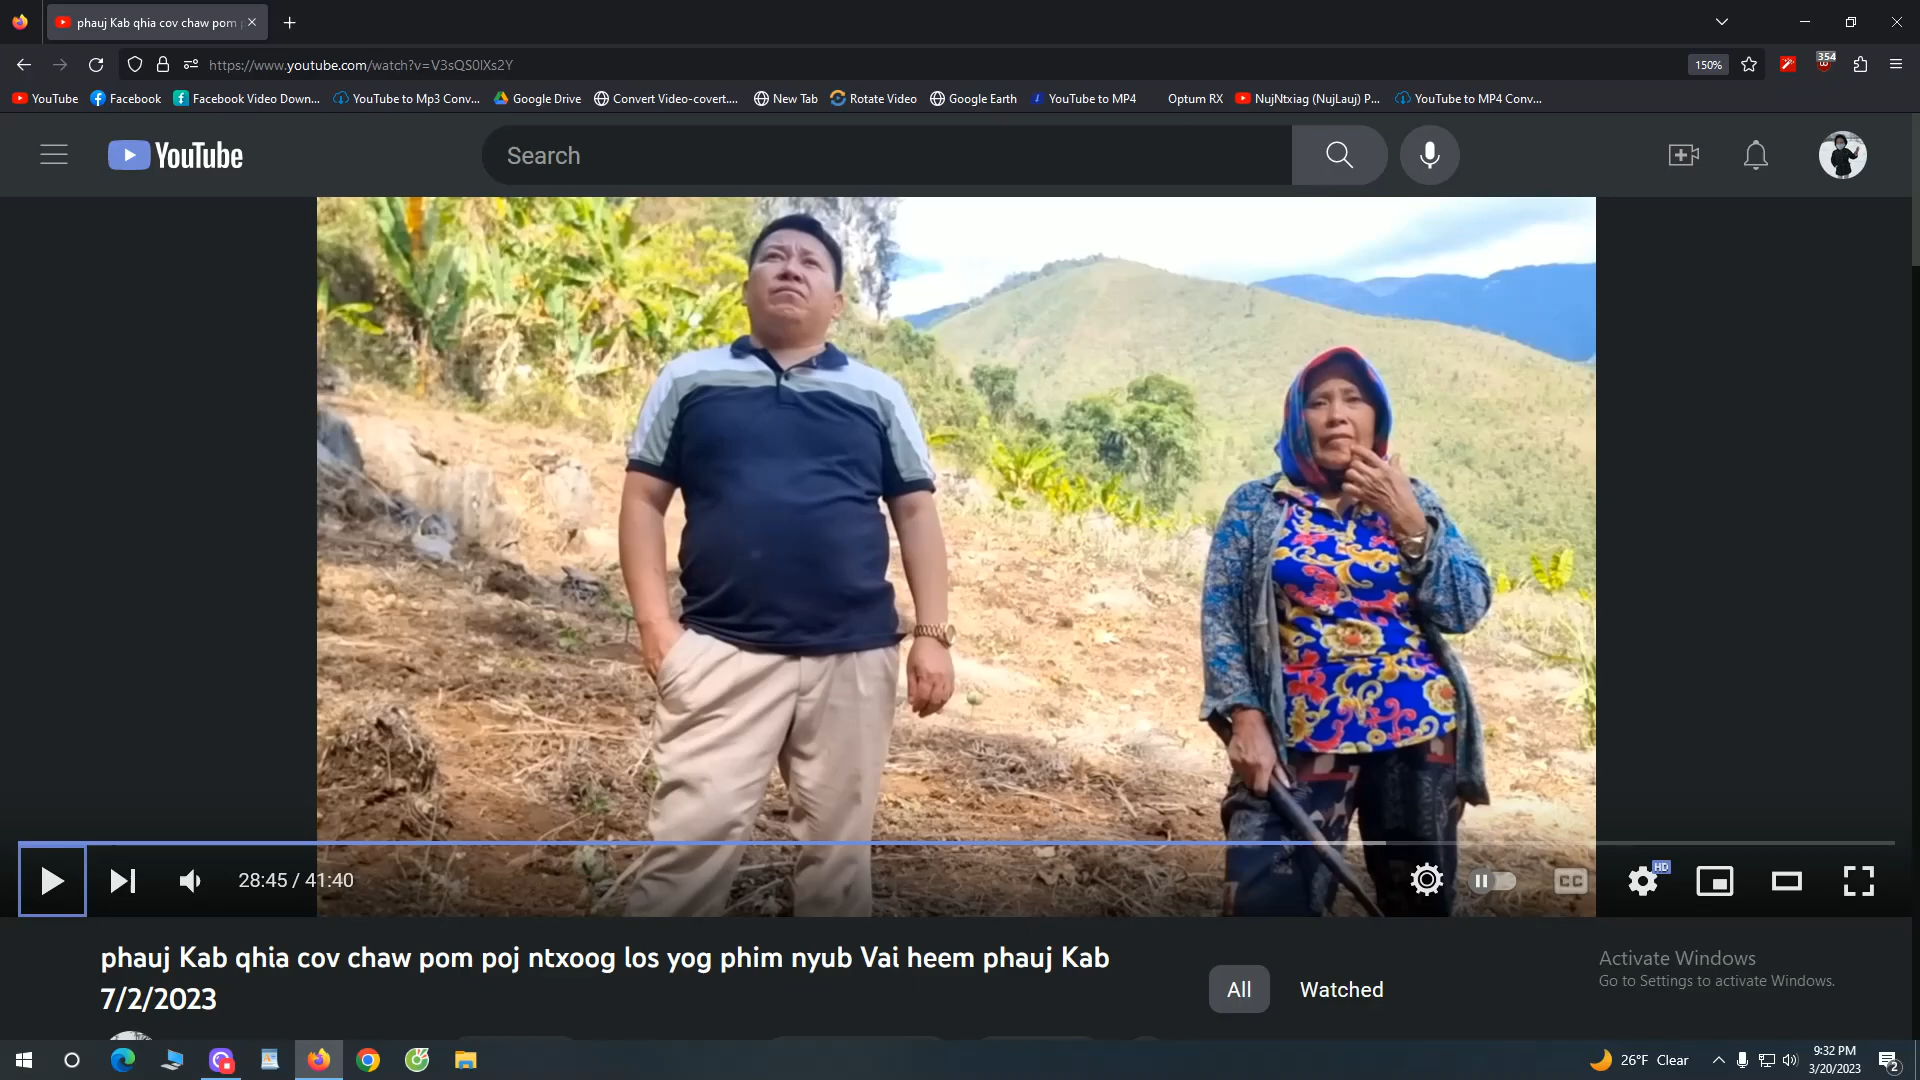 phauj Kab qhia cov chaw pom p
https://www.youtube.com/watch?v=V3sQS0lXs2Y
150%
354
YouTube
Facebook
Facebook Video Down...
YouTube to Mp3 Conv...
Google Drive
Convert Video-covert....
New Tab
Rotate Video
Google Earth
YouTube to MP4
Optum RX
NujNtxiag (NujLauj) P...
YouTube to MP4 Conv...
YouTube
Search
28:45 / 41:40
CC
HD
phauj Kab qhia cov chaw pom poj ntxoog los yog phim nyub Vai heem phauj Kab
7/2/2023
All
Watched
Activate Windows
Go to Settings to activate Windows.
26°F Clear
9:32 PM
3/20/2023
2